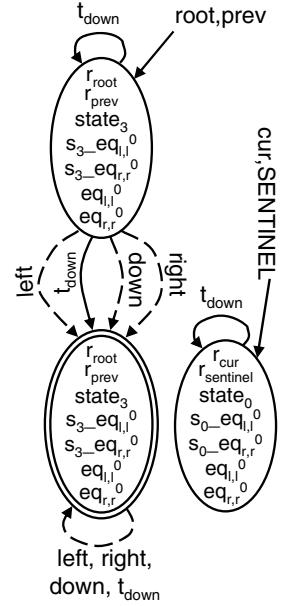 t_down
root,prev
r_root
r_prev
state_3
s_3_eq_l,l^0
s_3_eq_r,r^0
eq_l,l^0
eq_r,r^0
left
t_down
down
right
cur,SENTINEL
t_down
r_cur
r_sentinel
state_0
s_0_eq_l,l^0
s_0_eq_r,r^0
eq_l,l^0
eq_r,r^0
r_root
r_prev
state_3
s_3_eq_l,l^0
s_3_eq_r,r^0
eq_l,l^0
eq_r,r^0
left, right,
down, t_down